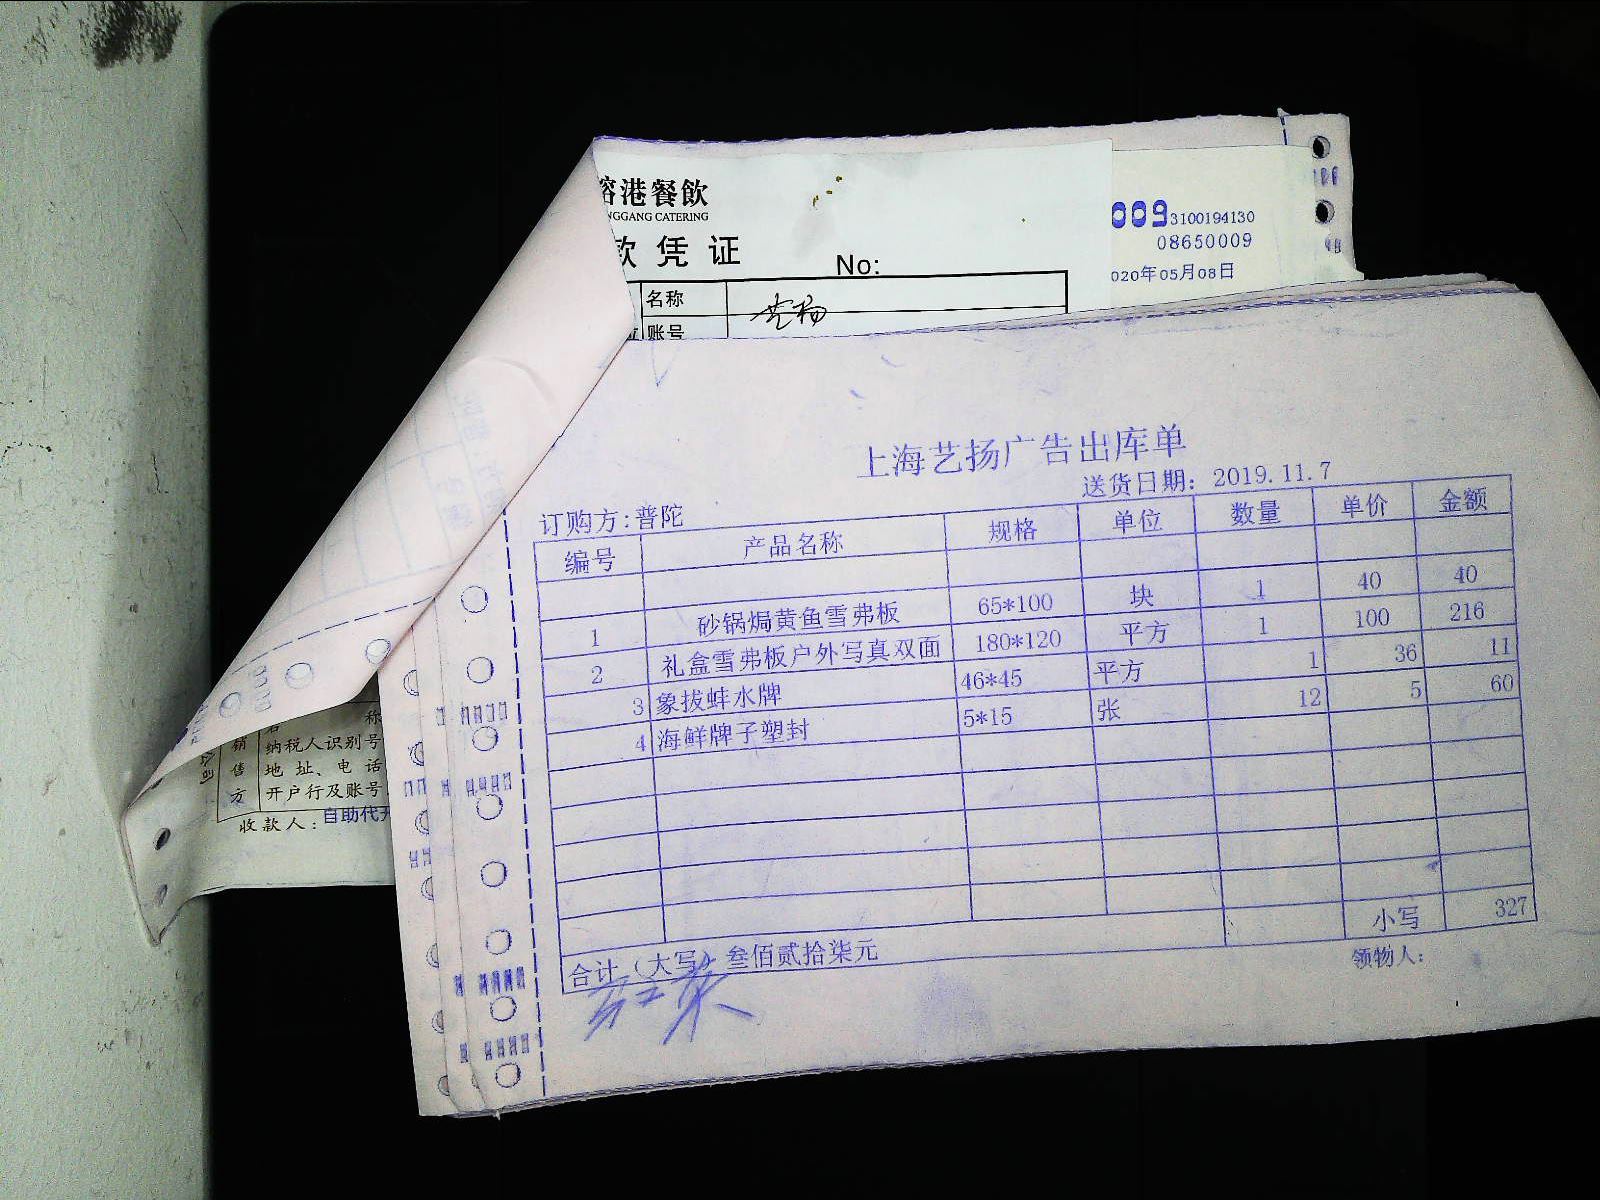 港餐飲
NGGANG CATERING
款凭证
No:
名称
艺扬
账号
009 3100194130
08650009
020年05月08日
上海艺扬广告出库单
送货日期: 2019.11.7
订购方:普陀
编号 产品名称 规格 单位 数量 单价 金额
1 砂锅焗黄鱼雪弗板 65*100 块 1 40 40
2 礼盒雪弗板户外写真双面 180*120 平方 1 100 216
3 象拔蚌水牌 46*45 平方 1 36 11
4 海鲜牌子塑封 5*15 张 12 5 60
小写 327
合计（大写）叁佰贰拾柒元
领物人:
销售方
称
纳税人识别号
地址、电话
开户行及账号
收款人: 自助代开